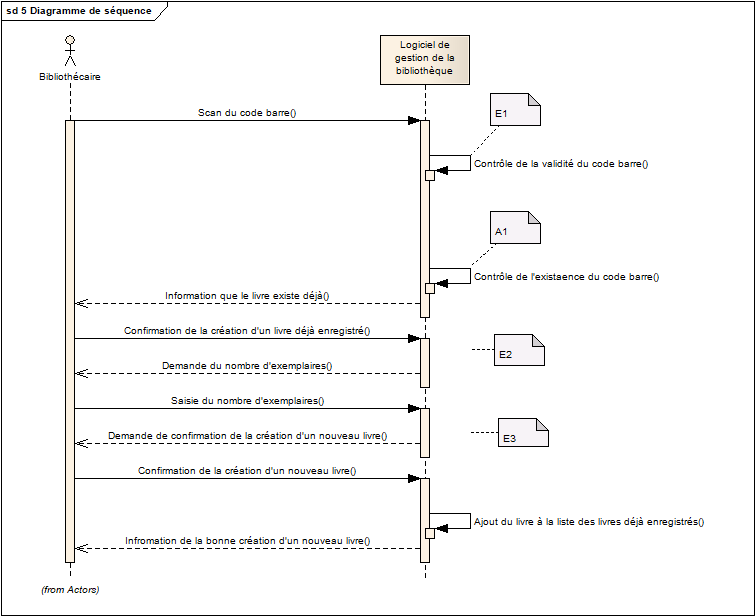 sd 5 Diagramme de séquence
Bibliothécaire
Logiciel de
gestion de la
bibliothèque
Scan du code barre()
E1
Contrôle de la validité du code barre()
A1
Contrôle de l'existaence du code barre()
Information que le livre existe déjà()
Confirmation de la création d'un livre déjà enregistré()
E2
Demande du nombre d'exemplaires()
Saisie du nombre d'exemplaires()
E3
Demande de confirmation de la création d'un nouveau livre()
Confirmation de la création d'un nouveau livre()
Ajout du livre à la liste des livres déjà enregistrés()
Infromation de la bonne création d'un nouveau livre()
(from Actors)